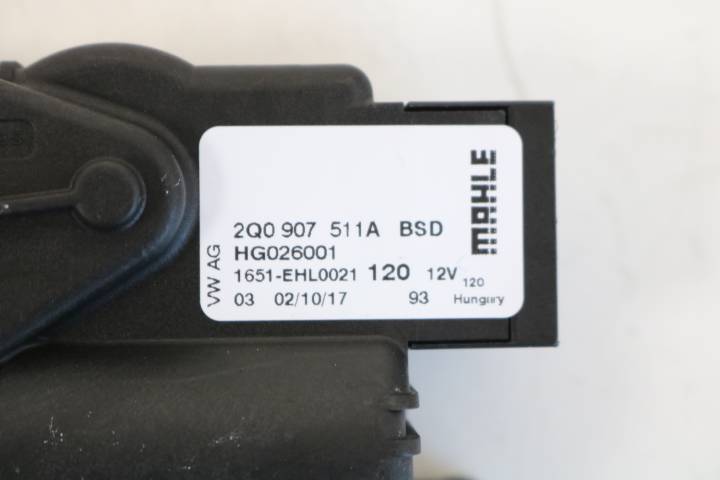 MAHLE
VW AG
2Q0 907 511A BSD
HG026001
1651-EHL0021 120 12V 120
03 02/10/17 93 Hungary